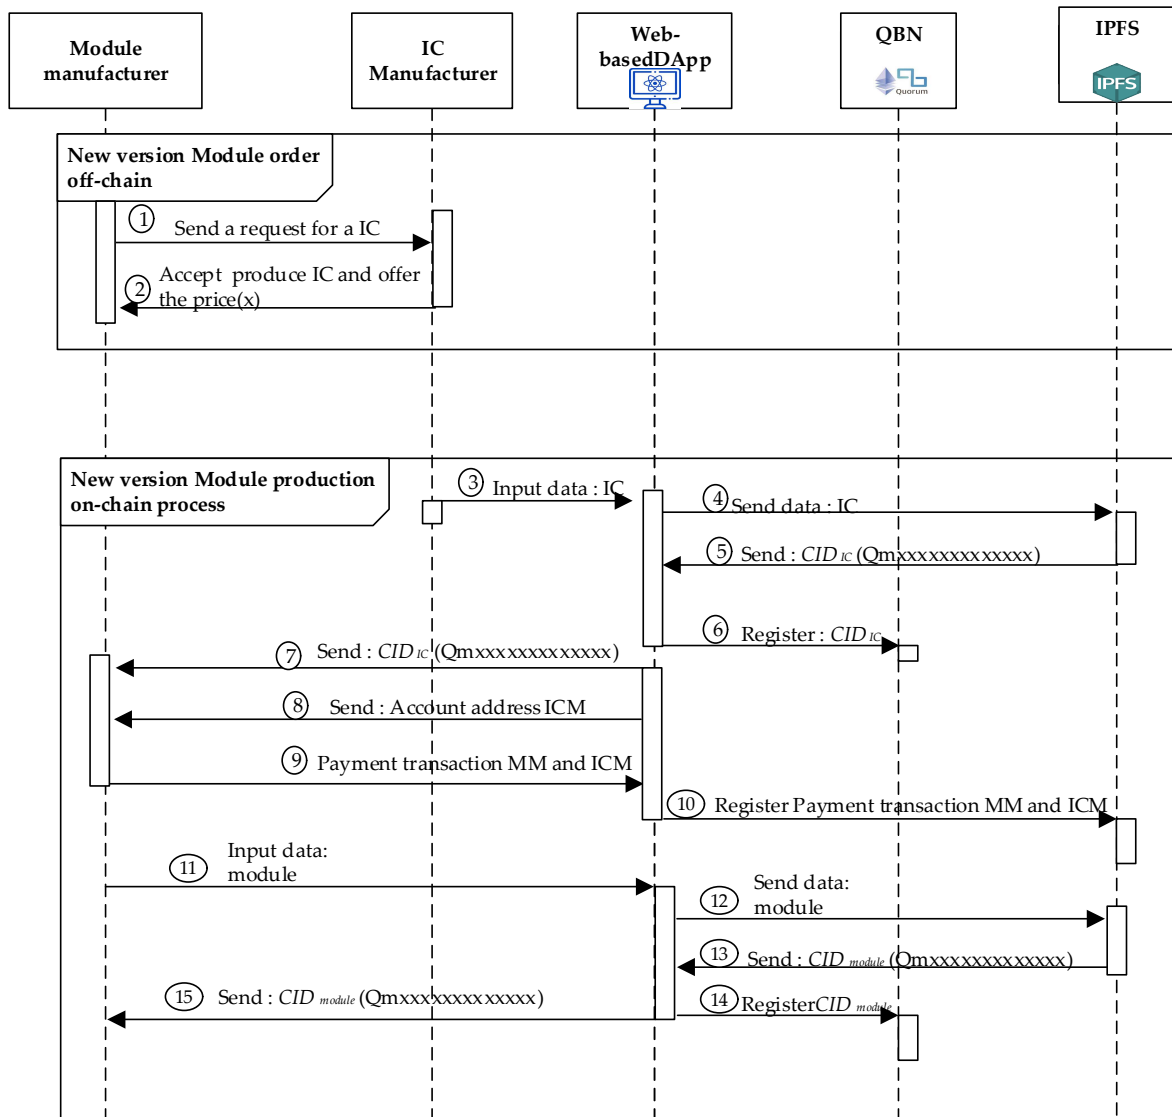 Module
manufacturer
IC
Manufacturer
Web-
basedDApp
QBN
Quorum
IPFS
IPFS
New version Module order
off-chain
1
Send a request for a IC
2
Accept produce IC and offer
the price(x)
New version Module production
on-chain process
3
Input data : IC
4
Send data : IC
5
Send : CID IC (Qmxxxxxxxxxxxxx)
6
Register : CID IC
7
Send : CID IC (Qmxxxxxxxxxxxxx)
8
Send : Account address ICM
9
Payment transaction MM and ICM
10
Register Payment transaction MM and ICM
11
Input data:
module
12
Send data:
module
13
Send : CID module (Qmxxxxxxxxxxxxx)
14
RegisterCID module
15
Send : CID module (Qmxxxxxxxxxxxxx)